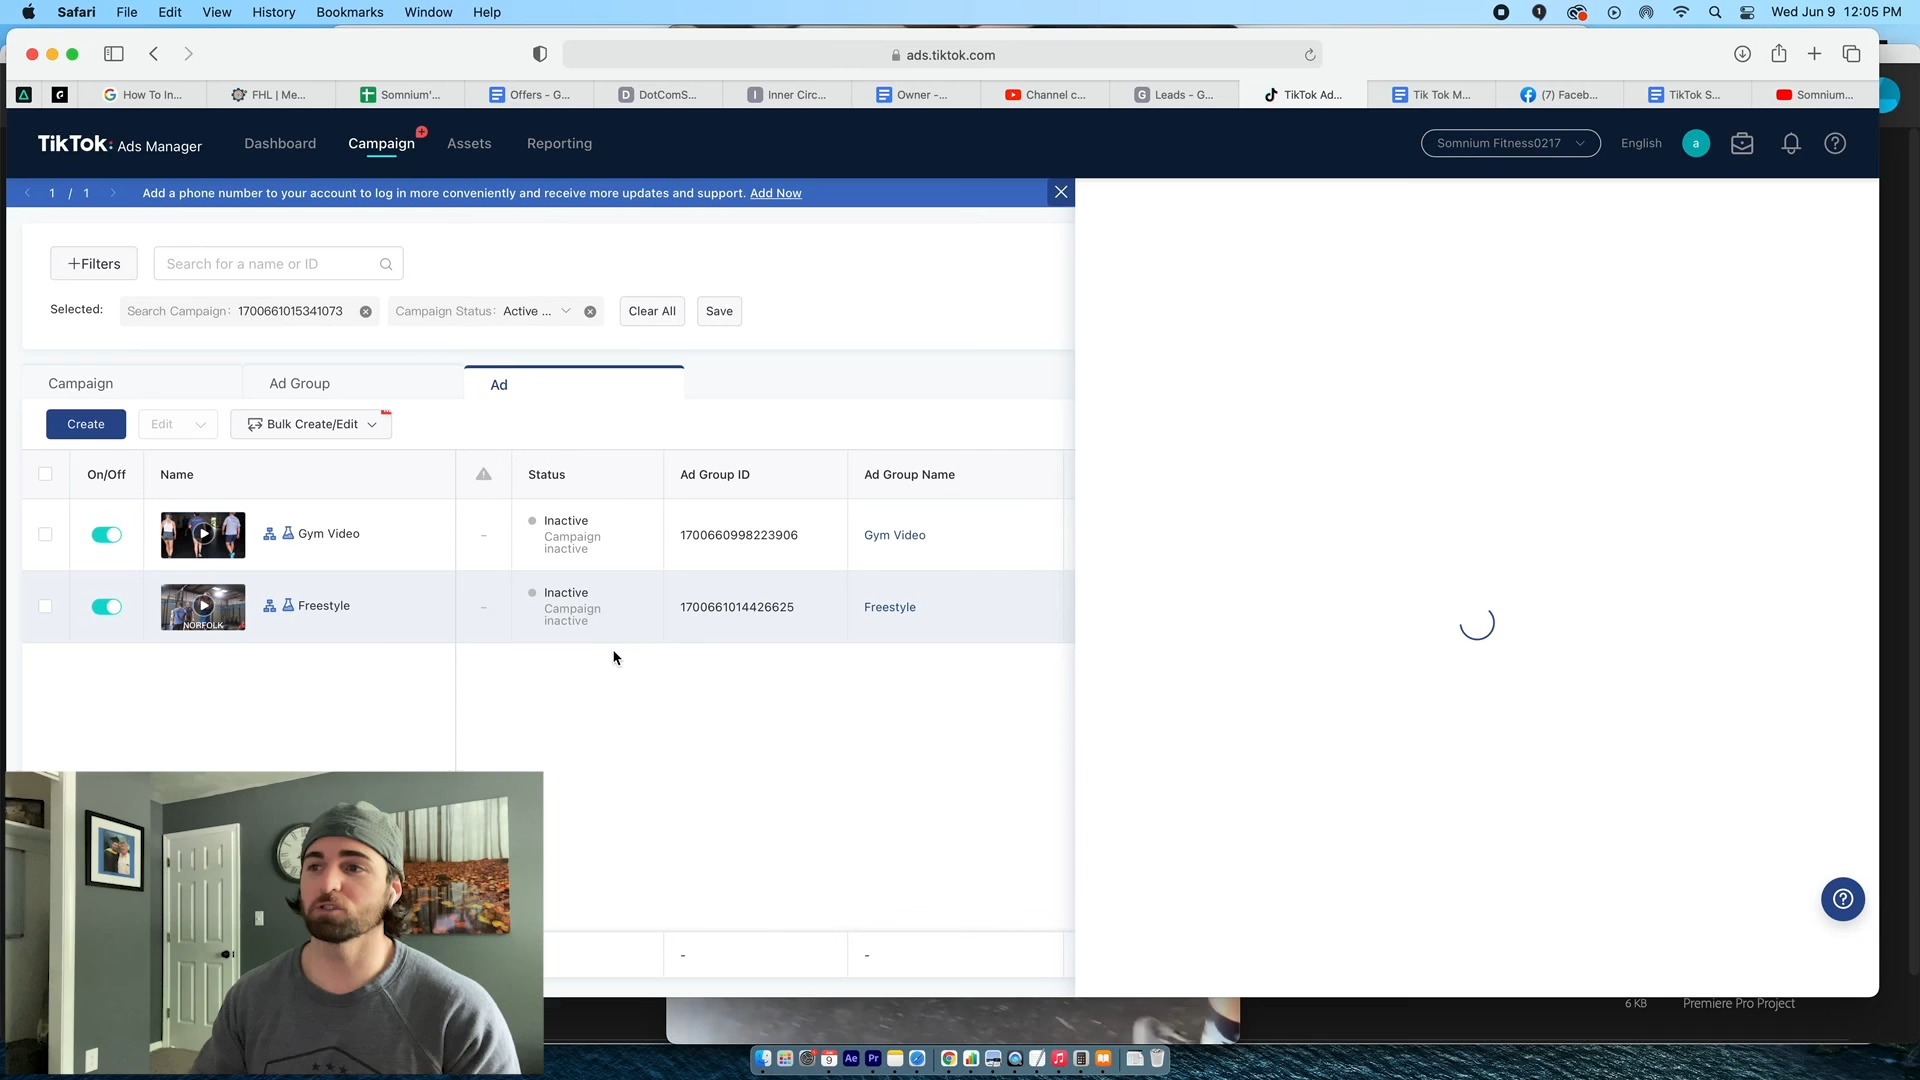 Safari File Edit View History Bookmarks Window Help
1
Wed Jun 9 12:05 PM
ads.tiktok.com
How To In...
FHL | Me...
Somnium'...
Offers - G...
DotComS...
Inner Circ...
Owner -...
Channel c...
Leads - G...
TikTok Ad...
Tik Tok M...
(7) Faceb...
TikTok S...
Somnium...
TikTok: Ads Manager
Dashboard
Campaign
Assets
Reporting
Somnium Fitness0217
English
a
1 / 1
Add a phone number to your account to log in more conveniently and receive more updates and support. Add Now
+Filters
Search for a name or ID
Selected:
Search Campaign: 1700661015341073
Campaign Status: Active ...
Clear All
Save
Campaign
Ad Group
Ad
Create
Edit
Bulk Create/Edit
On/Off
Name
Status
Ad Group ID
Ad Group Name
Gym Video
-
Inactive
Campaign
inactive
1700660998223906
Gym Video
NORFOLK
Freestyle
-
Inactive
Campaign
inactive
1700661014426625
Freestyle
-
-
6 KB
Premiere Pro Project
9
Ae
Pr